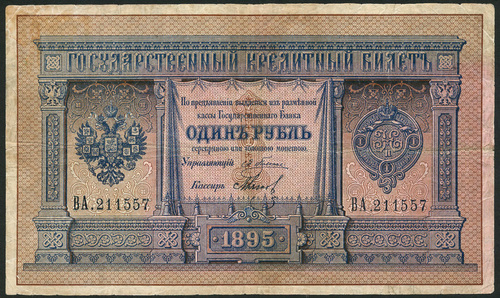 ГОСУДАРСТВЕННЫЙ КРЕДИТНЫЙ БИЛЕТЪ
По предъявленіи выдается изъ размѣнной
кассы Государственнаго Банка
ОДИНЪ РУБЛЬ
серебряною или золотою монетою.
Управляющій
Кассиръ
ВА.211557
ВА.211557
1895